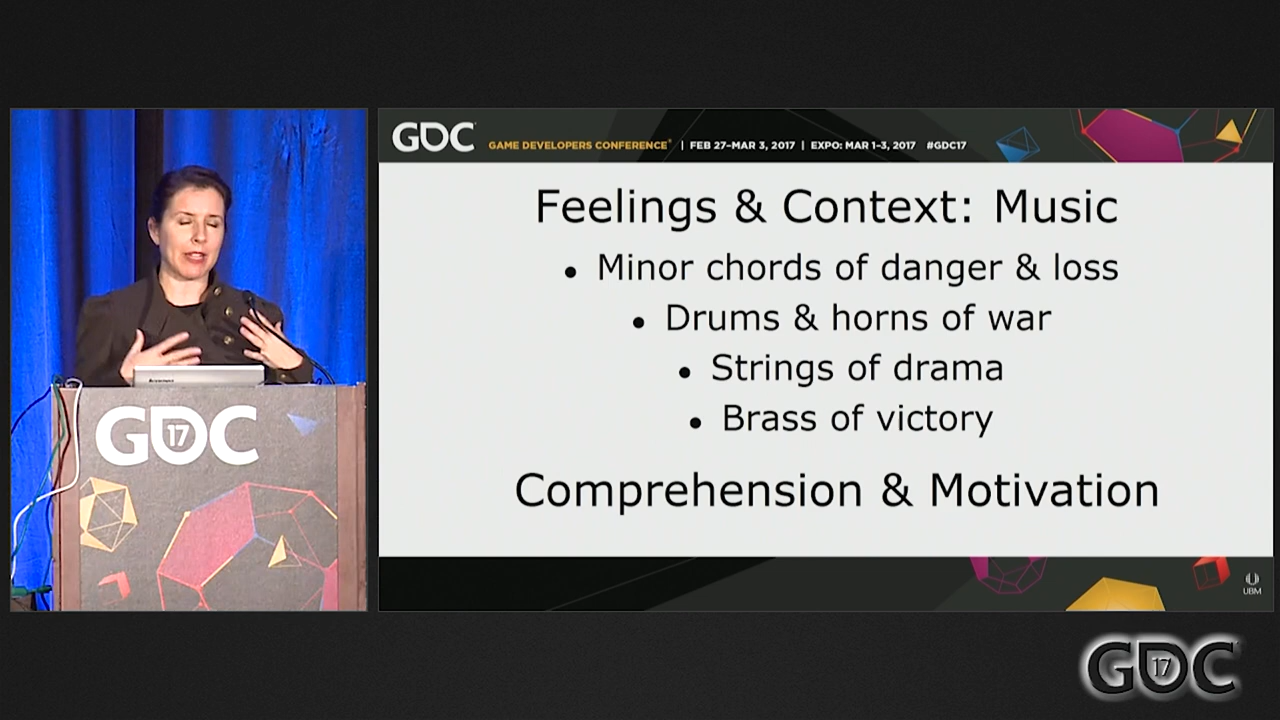 GDC GAME DEVELOPERS CONFERENCE® | FEB 27–MAR 3, 2017 | EXPO: MAR 1–3, 2017 #GDC17
Feelings & Context: Music
• Minor chords of danger & loss
• Drums & horns of war
• Strings of drama
• Brass of victory
Comprehension & Motivation
Lenovo
GDC
17
UBM
GDC
17